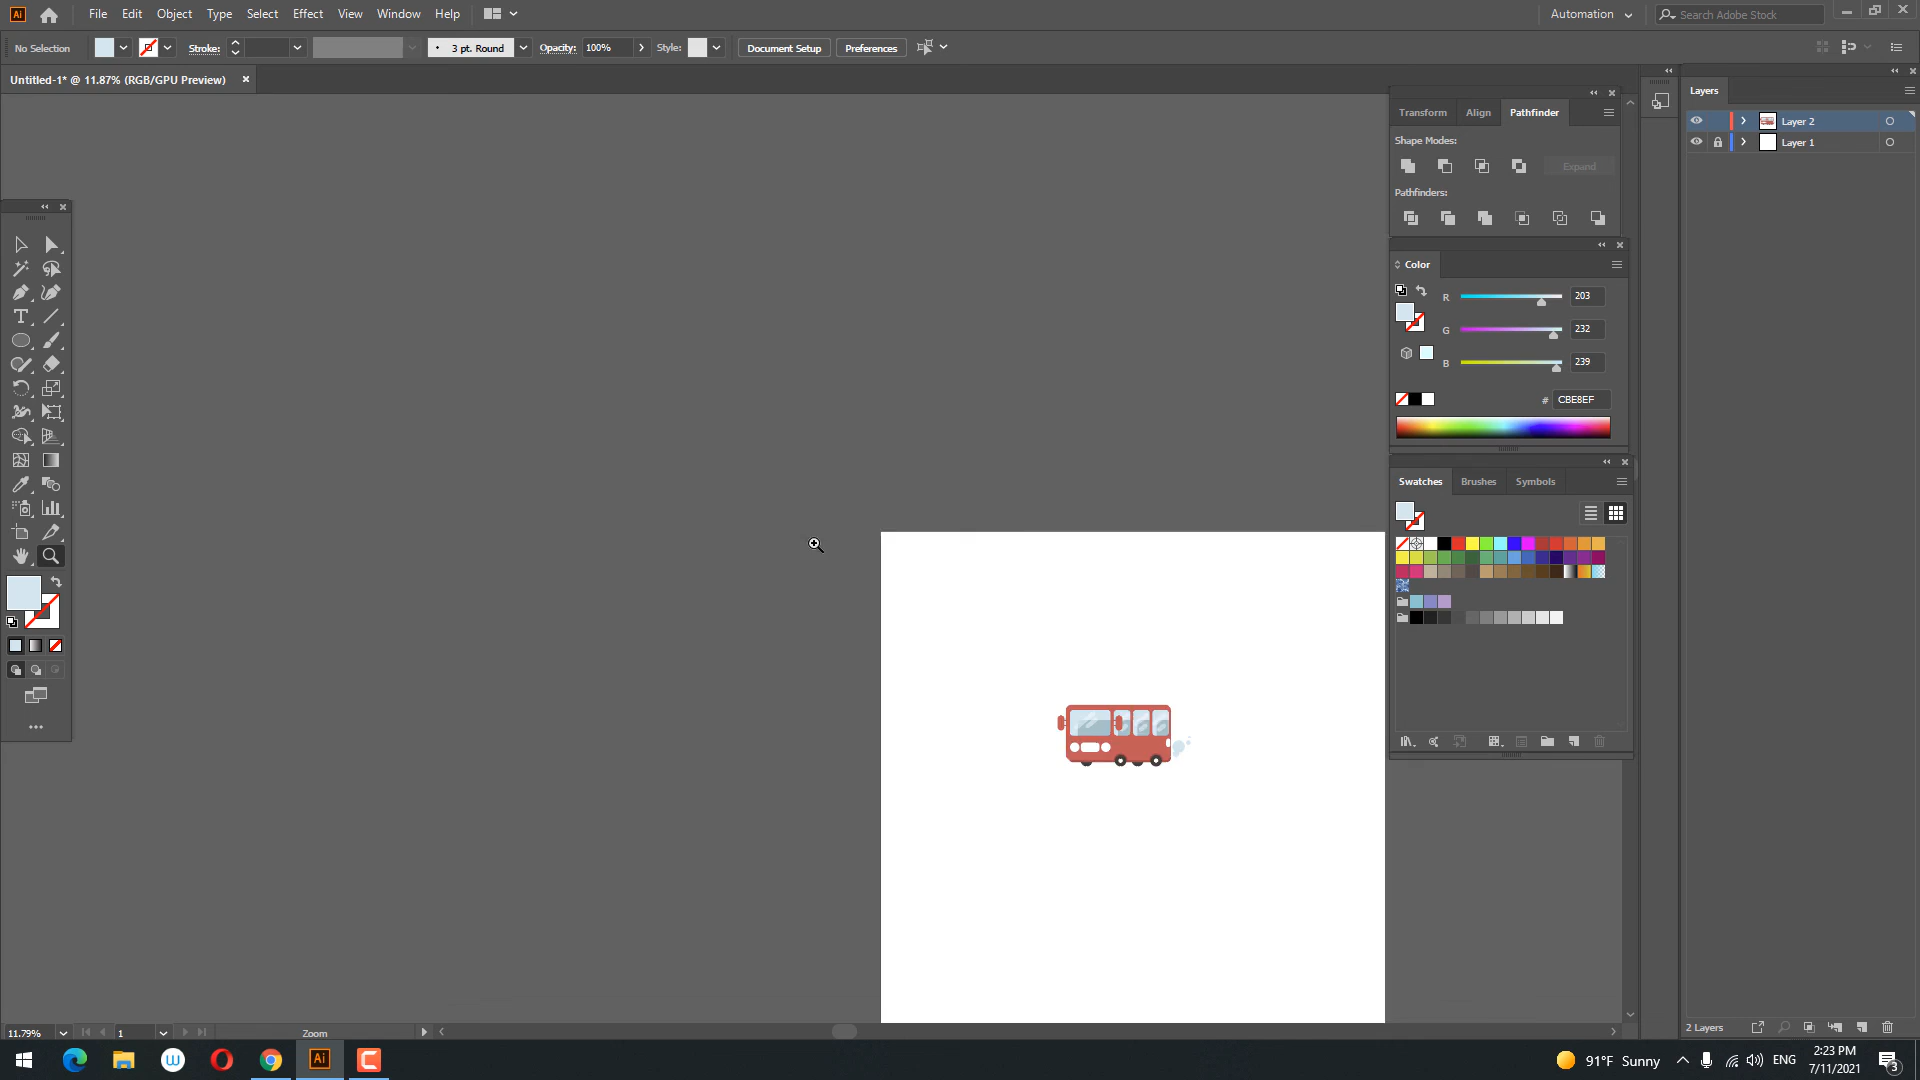 Ai File Edit Object Type Select Effect View Window Help Automation Search Adobe Stock
No Selection Stroke: 3 pt. Round Opacity: 100% Style: Document Setup Preferences
Untitled-1* @ 11.87% (RGB/GPU Preview)
Layers
Transform Align Pathfinder
Layer 2
Shape Modes:
Layer 1
Expand
Pathfinders:
Color
R 203
G 232
B 239
# CBE8EF
Swatches Brushes Symbols
11.79% 1 Zoom
2 Layers
Ai 91°F Sunny ENG 2:23 PM
7/11/2021
3